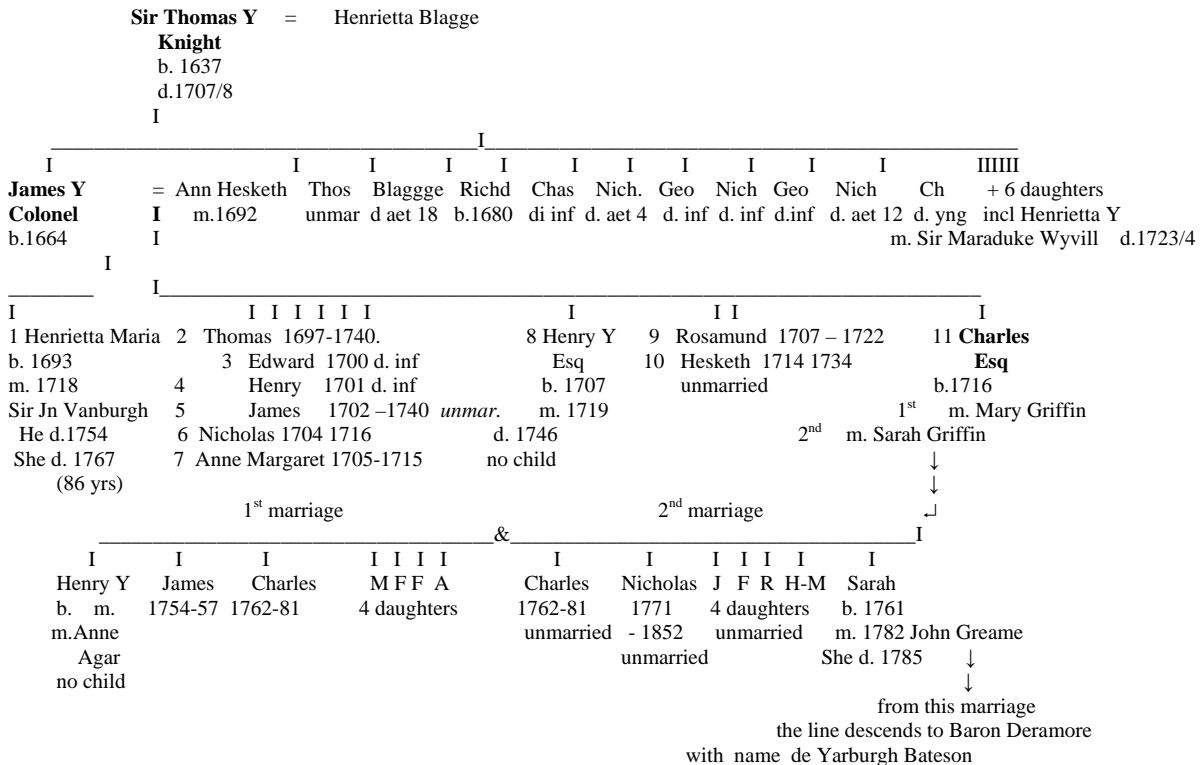 Sir Thomas Y = Henrietta Blagge
Knight
b. 1637
d.1707/8
I
I
I I I I I I I I I I I IIIIII
James Y = Ann Hesketh Thos Blaggge Richd Chas Nich. Geo Nich Geo Nich Ch + 6 daughters
Colonel I m.1692 unmar d aet 18 b.1680 di inf d. aet 4 d. inf d. inf d.inf d. aet 12 d. yng incl Henrietta Y
b.1664 I m. Sir Maraduke Wyvill d.1723/4
I
I
I I I I I I I I I I I
1 Henrietta Maria 2 Thomas 1697-1740. 8 Henry Y 9 Rosamund 1707 – 1722 11 Charles
b. 1693 3 Edward 1700 d. inf Esq 10 Hesketh 1714 1734 Esq
m. 1718 4 Henry 1701 d. inf b. 1707 unmarried b.1716
Sir Jn Vanburgh 5 James 1702 –1740 unmar. m. 1719 1st m. Mary Griffin
He d.1754 6 Nicholas 1704 1716 d. 1746 2nd m. Sarah Griffin
She d. 1767 7 Anne Margaret 1705-1715 no child ↓
(86 yrs) ↓
1st marriage 2nd marriage ↵
& I
I I I I I I I I I I I I I I
Henry Y James Charles M F F A Charles Nicholas J F R H-M Sarah
b. m. 1754-57 1762-81 4 daughters 1762-81 1771 4 daughters b. 1761
m.Anne unmarried - 1852 unmarried m. 1782 John Greame
Agar unmarried She d. 1785 ↓
no child ↓
from this marriage
the line descends to Baron Deramore
with name de Yarburgh Bateson